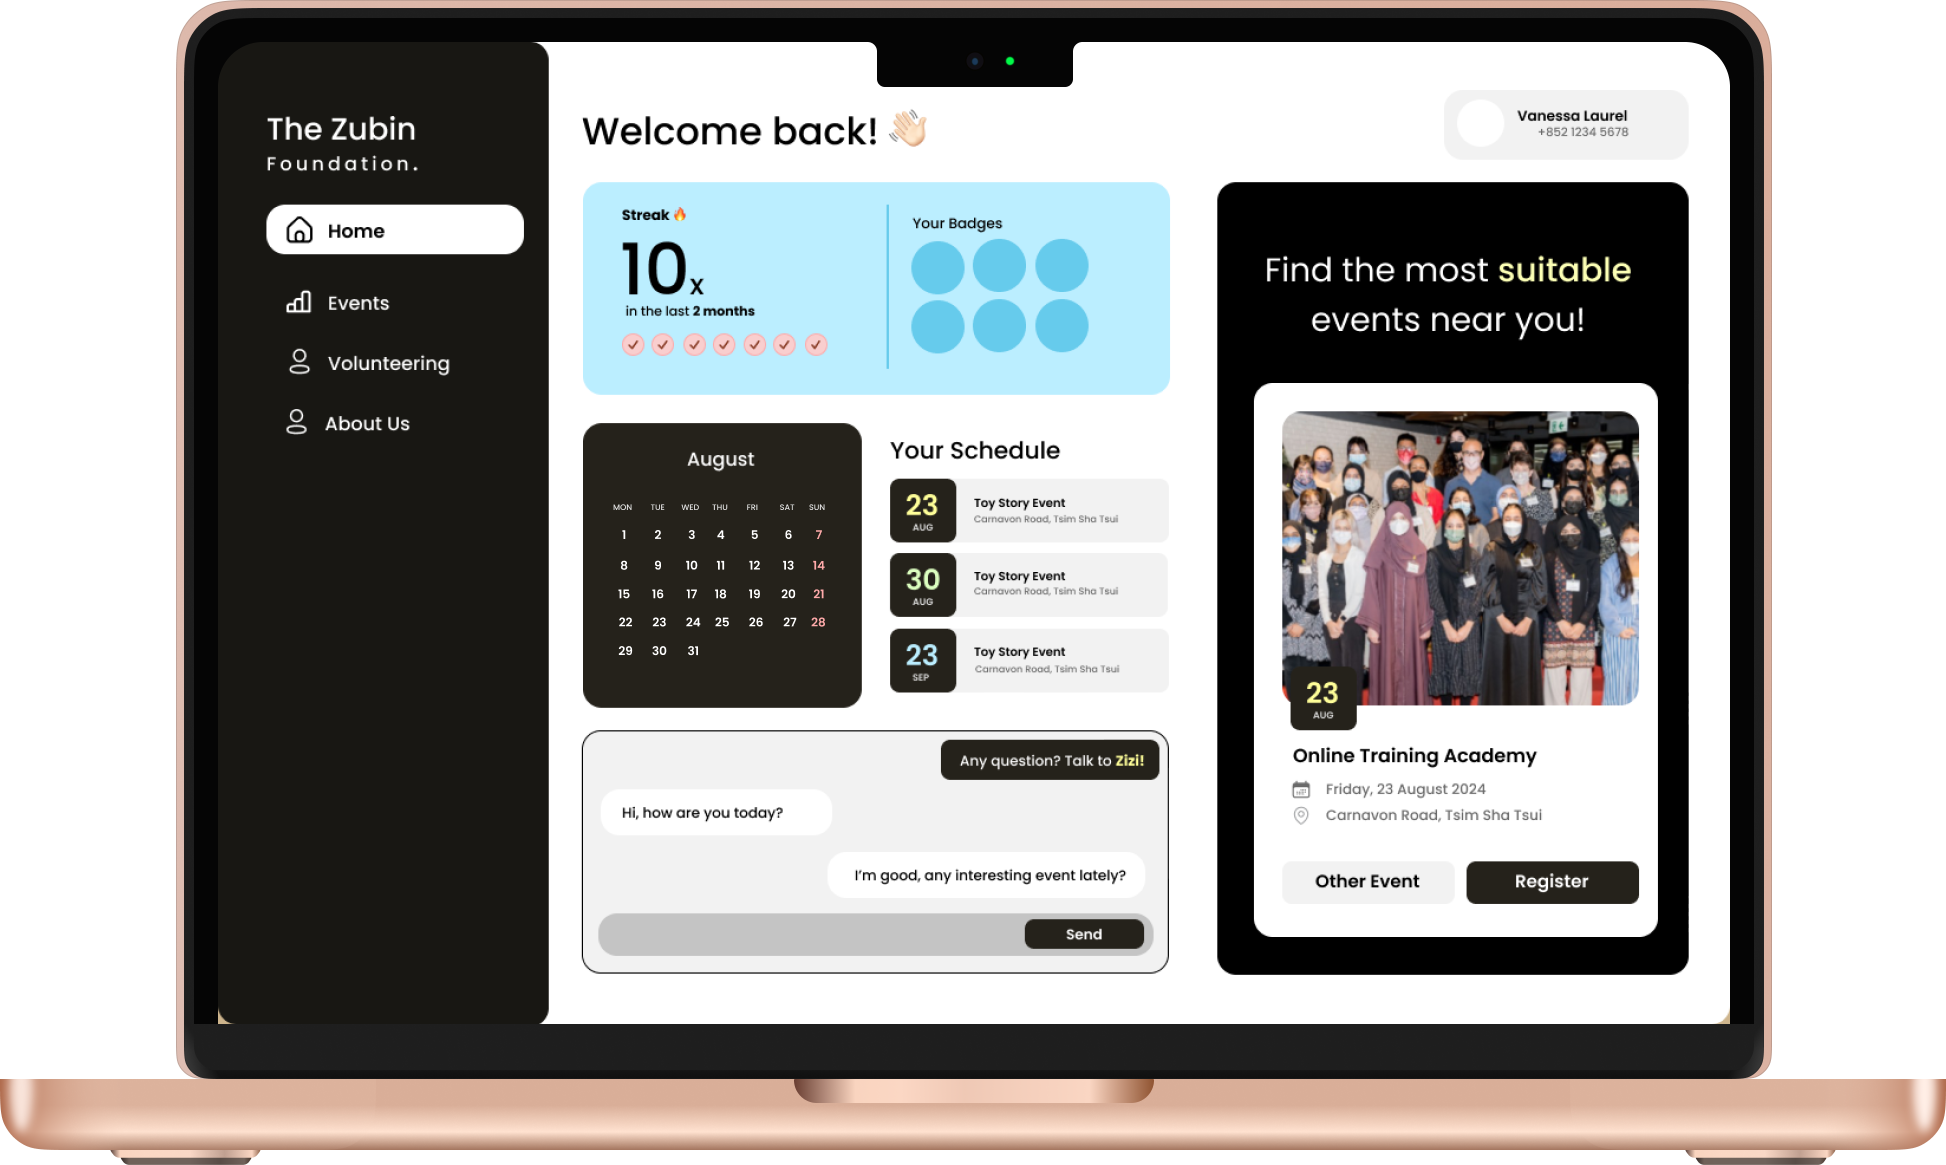 The Zubin
Foundation.
Home
Events
Volunteering
About Us
Welcome back! 👋🏻
Vanessa Laurel
+852 1234 5678
Streak 🔥
10x
in the last 2 months
Your Badges
August
MON TUE WED THU FRI SAT SUN
1 2 3 4 5 6 7
8 9 10 11 12 13 14
15 16 17 18 19 20 21
22 23 24 25 26 27 28
29 30 31
Your Schedule
23
AUG
Toy Story Event
Carnavon Road, Tsim Sha Tsui
30
AUG
Toy Story Event
Carnavon Road, Tsim Sha Tsui
23
SEP
Toy Story Event
Carnavon Road, Tsim Sha Tsui
Any question? Talk to Zizi!
Hi, how are you today?
I'm good, any interesting event lately?
Send
Find the most suitable
events near you!
23
AUG
Online Training Academy
Friday, 23 August 2024
Carnavon Road, Tsim Sha Tsui
Other Event
Register